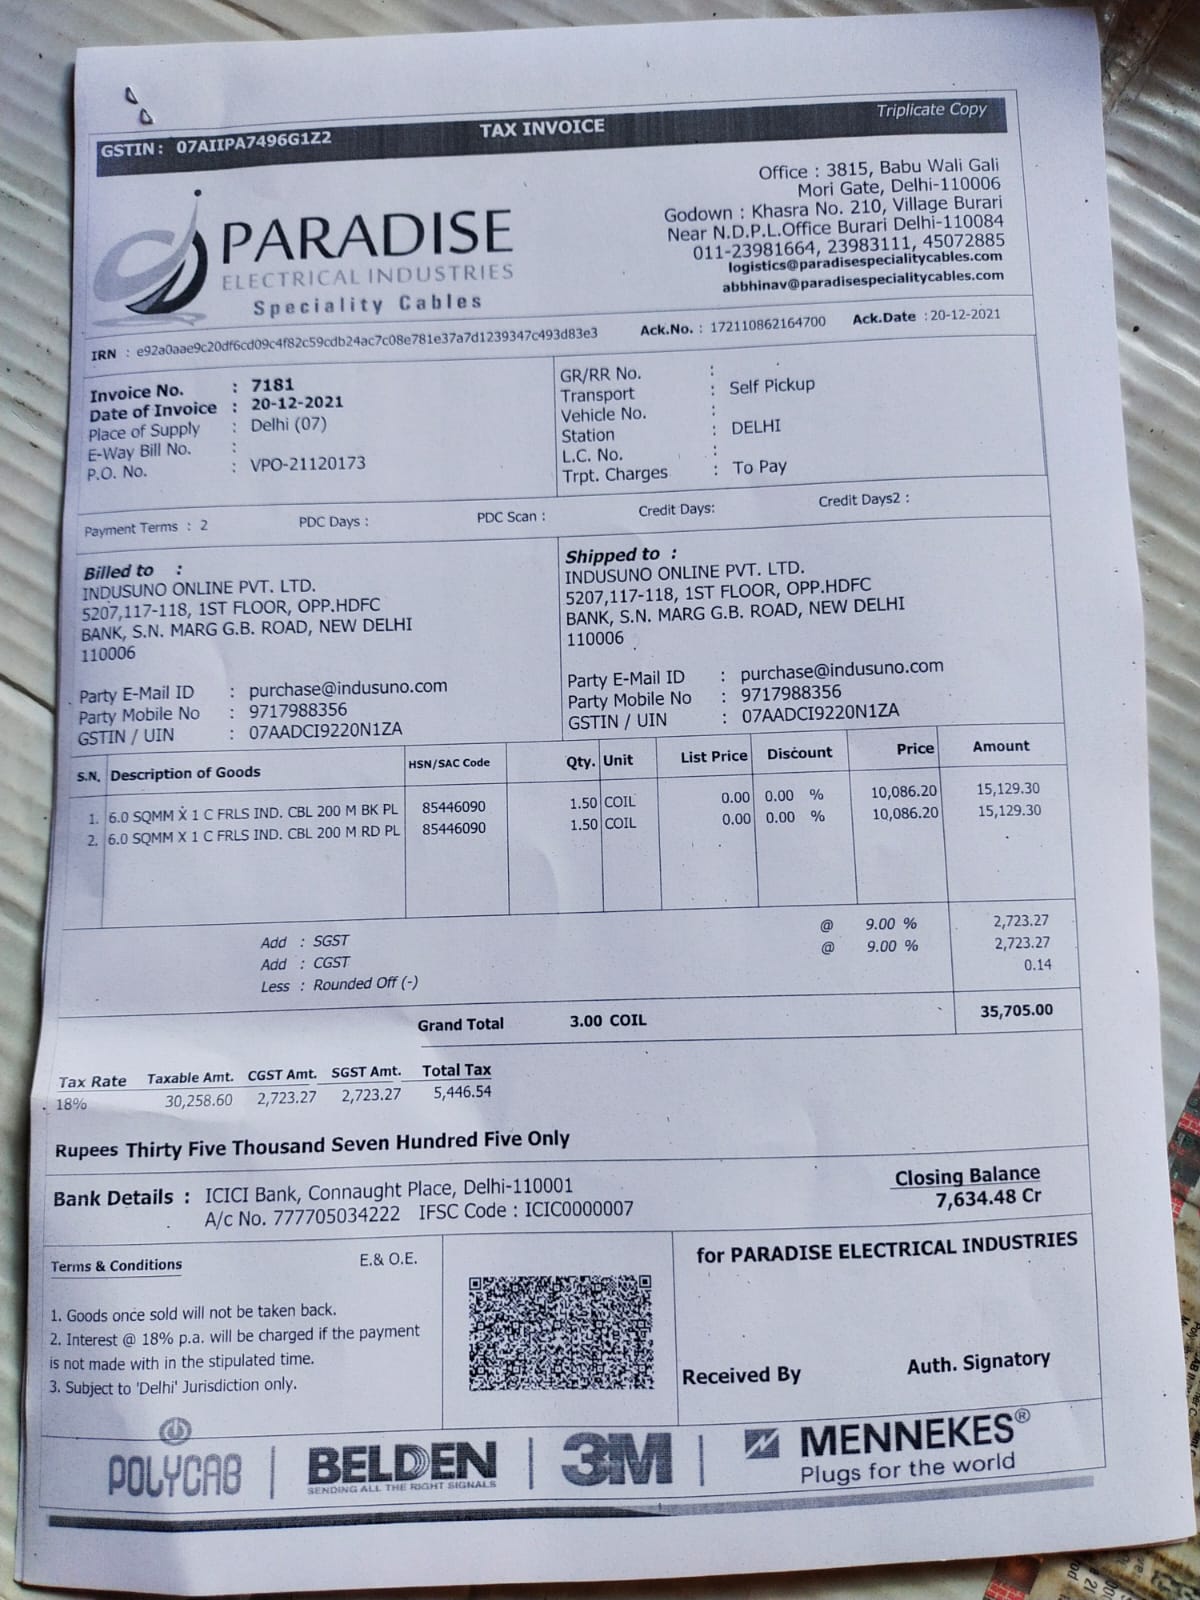 GSTIN : 07AIIPA7496G1Z2 TAX INVOICE Triplicate Copy
PARADISE
ELECTRICAL INDUSTRIES
Speciality Cables
Office : 3815, Babu Wali Gali
Mori Gate, Delhi-110006
Godown : Khasra No. 210, Village Burari
Near N.D.P.L.Office Burari Delhi-110084
011-23981664, 23983111, 45072885
logistics@paradisespecialitycables.com
abbhinav@paradisespecialitycables.com
IRN : e92a0aae9c20df6cd09c4f82c59cdb24ac7c08e781e37a7d1239347c493d83e3 Ack.No. : 172110862164700 Ack.Date : 20-12-2021
Invoice No. : 7181
Date of Invoice : 20-12-2021
Place of Supply : Delhi (07)
E-Way Bill No. :
P.O. No. : VPO-21120173
GR/RR No. :
Transport : Self Pickup
Vehicle No. :
Station : DELHI
L.C. No. :
Trpt. Charges : To Pay
Payment Terms : 2 PDC Days : PDC Scan : Credit Days: Credit Days2 :
Billed to :
INDUSUNO ONLINE PVT. LTD.
5207,117-118, 1ST FLOOR, OPP.HDFC
BANK, S.N. MARG G.B. ROAD, NEW DELHI
110006
Party E-Mail ID : purchase@indusuno.com
Party Mobile No : 9717988356
GSTIN / UIN : 07AADCI9220N1ZA
Shipped to :
INDUSUNO ONLINE PVT. LTD.
5207,117-118, 1ST FLOOR, OPP.HDFC
BANK, S.N. MARG G.B. ROAD, NEW DELHI
110006
Party E-Mail ID : purchase@indusuno.com
Party Mobile No : 9717988356
GSTIN / UIN : 07AADCI9220N1ZA
S.N. Description of Goods HSN/SAC Code Qty. Unit List Price Discount Price Amount
1. 6.0 SQMM X 1 C FRLS IND. CBL 200 M BK PL 85446090 1.50 COIL 0.00 0.00 % 10,086.20 15,129.30
2. 6.0 SQMM X 1 C FRLS IND. CBL 200 M RD PL 85446090 1.50 COIL 0.00 0.00 % 10,086.20 15,129.30
Add : SGST @ 9.00 % 2,723.27
Add : CGST @ 9.00 % 2,723.27
Less : Rounded Off (-) 0.14
Grand Total 3.00 COIL 35,705.00
Tax Rate Taxable Amt. CGST Amt. SGST Amt. Total Tax
18% 30,258.60 2,723.27 2,723.27 5,446.54
Rupees Thirty Five Thousand Seven Hundred Five Only
Bank Details : ICICI Bank, Connaught Place, Delhi-110001
A/c No. 777705034222 IFSC Code : ICIC0000007
Closing Balance
7,634.48 Cr
Terms & Conditions E.& O.E.
1. Goods once sold will not be taken back.
2. Interest @ 18% p.a. will be charged if the payment
is not made with in the stipulated time.
3. Subject to 'Delhi' Jurisdiction only.
for PARADISE ELECTRICAL INDUSTRIES
Received By Auth. Signatory
POLYCAB
BELDEN
SENDING ALL THE RIGHT SIGNALS
3M
MENNEKES®
Plugs for the world